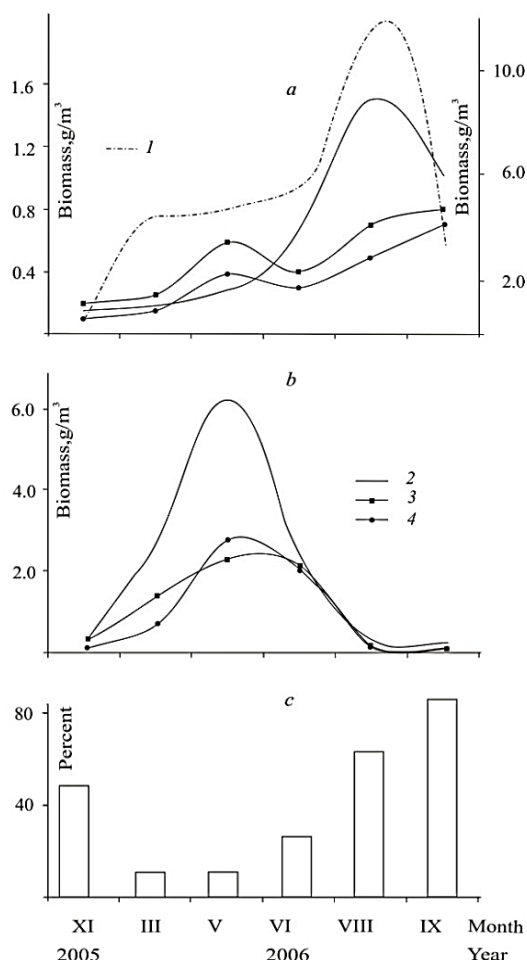 a
1
Biomass,g/m³
1.6
1.2
0.8
0.4
Biomass,g/m³
10.0
6.0
2.0
b
Biomass,g/m³
6.0
4.0
2.0
2
3
4
c
Percent
80
40
XI III V VI VIII IX Month
2005 2006 Year